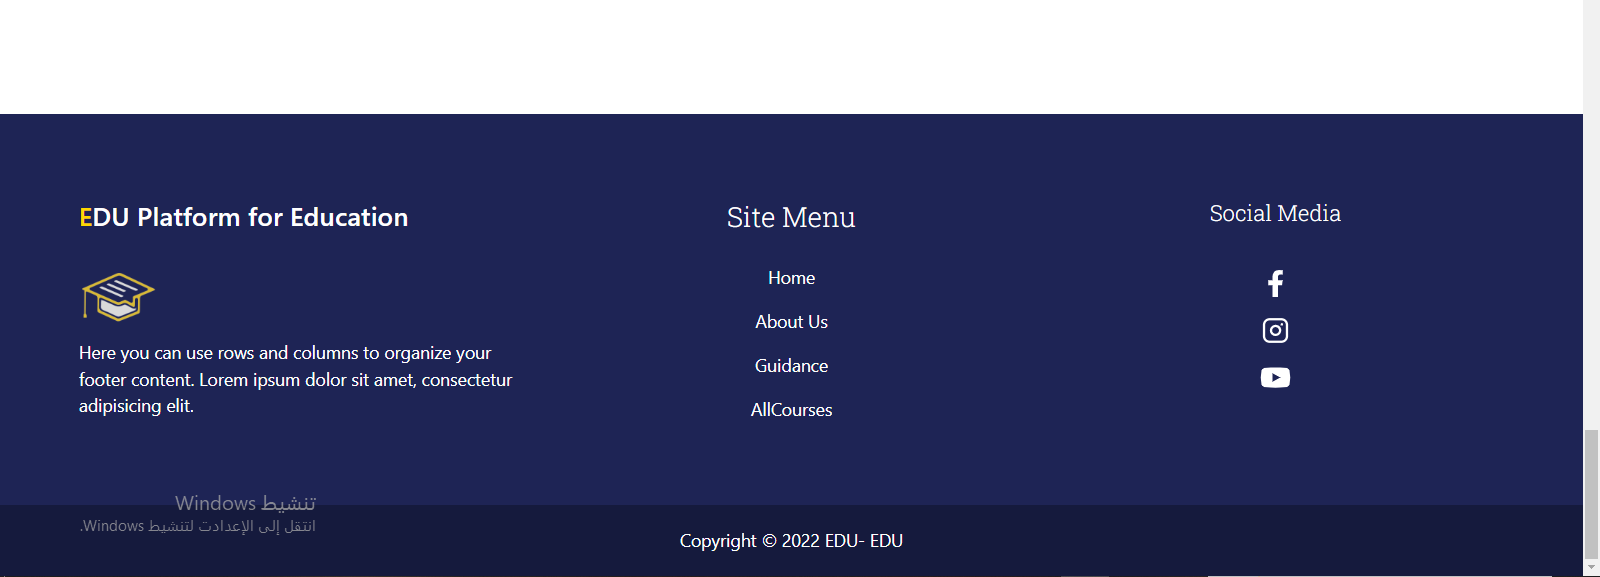 EDU Platform for Education
Here you can use rows and columns to organize your
footer content. Lorem ipsum dolor sit amet, consectetur
adipisicing elit.
Site Menu
Home
About Us
Guidance
AllCourses
Social Media
تنشيط Windows
انتقل إلى الإعدادت لتنشيط Windows.
Copyright © 2022 EDU- EDU